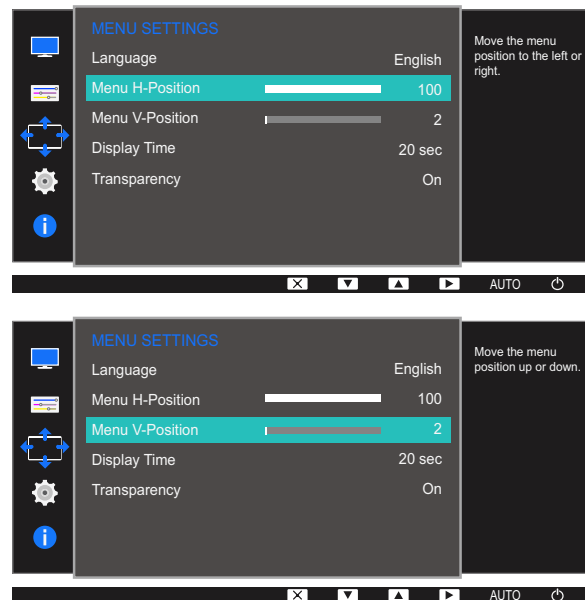 MENU SETTINGS
Language English
Menu H-Position 100
Menu V-Position 2
Display Time 20 sec
Transparency On
Move the menu
position to the left or
right.
AUTO
MENU SETTINGS
Language English
Menu H-Position 100
Menu V-Position 2
Display Time 20 sec
Transparency On
Move the menu
position up or down.
AUTO